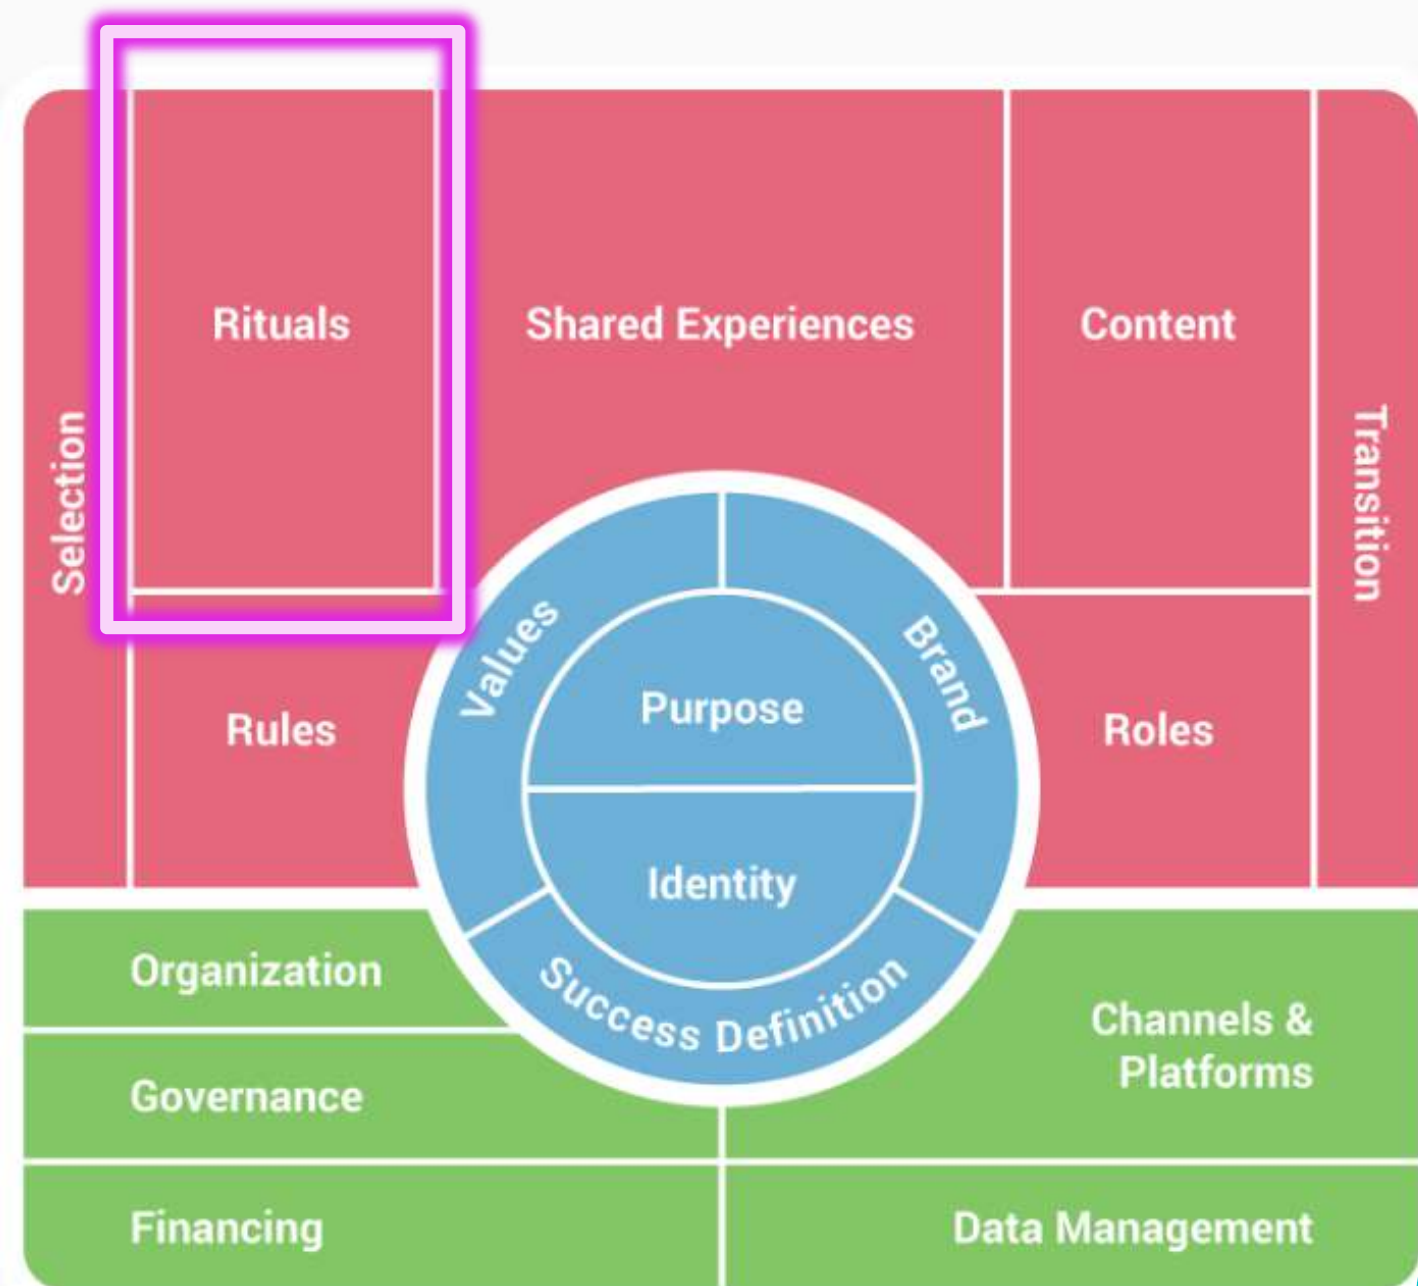 Rituals
Shared Experiences
Content
Selection
Transition
Rules
Values
Brand
Purpose
Roles
Identity
Success Definition
Organization
Governance
Financing
Channels &
Platforms
Data Management